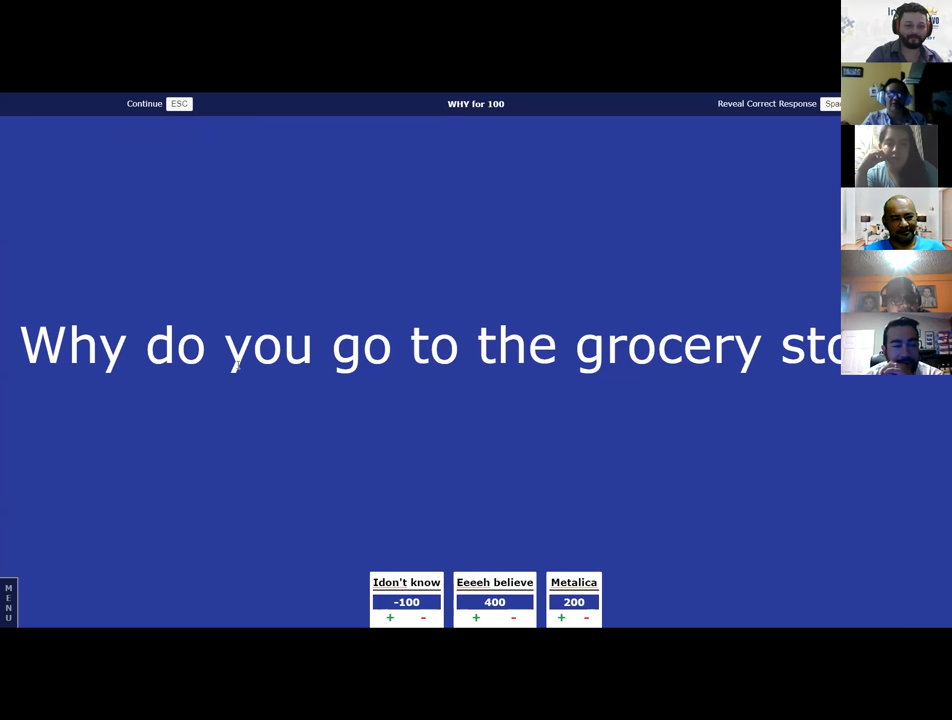 Continue ESC
WHY for 100
Reveal Correct Response
Why do you go to the grocery
MENU
Idon't know
-100
+ -
Eeeeh believe
400
+ -
Metalica
200
+ -